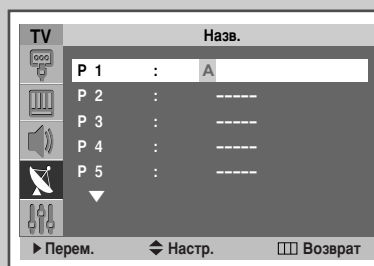 TV Назв.
P 1 : A
P 2 : -----
P 3 : -----
P 4 : -----
P 5 : -----
Перем. Настр. Возврат